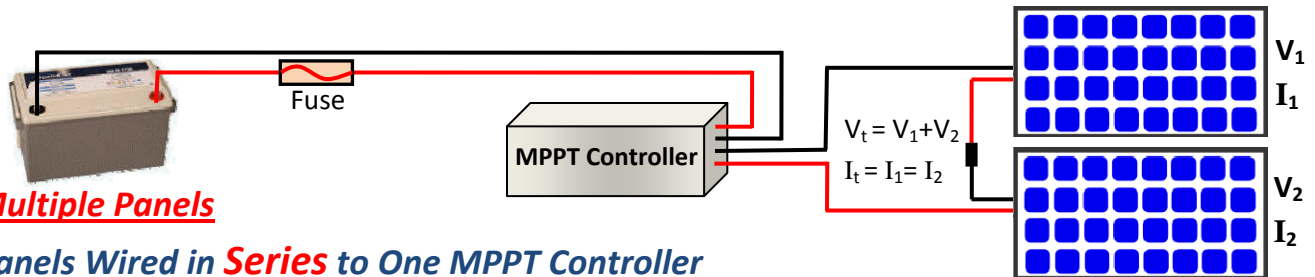 Fuse
MPPT Controller
V₁
I₁
Vₜ = V₁+V₂
Iₜ = I₁= I₂
V₂
I₂
Multiple Panels
Wired in Series to One MPPT Controller